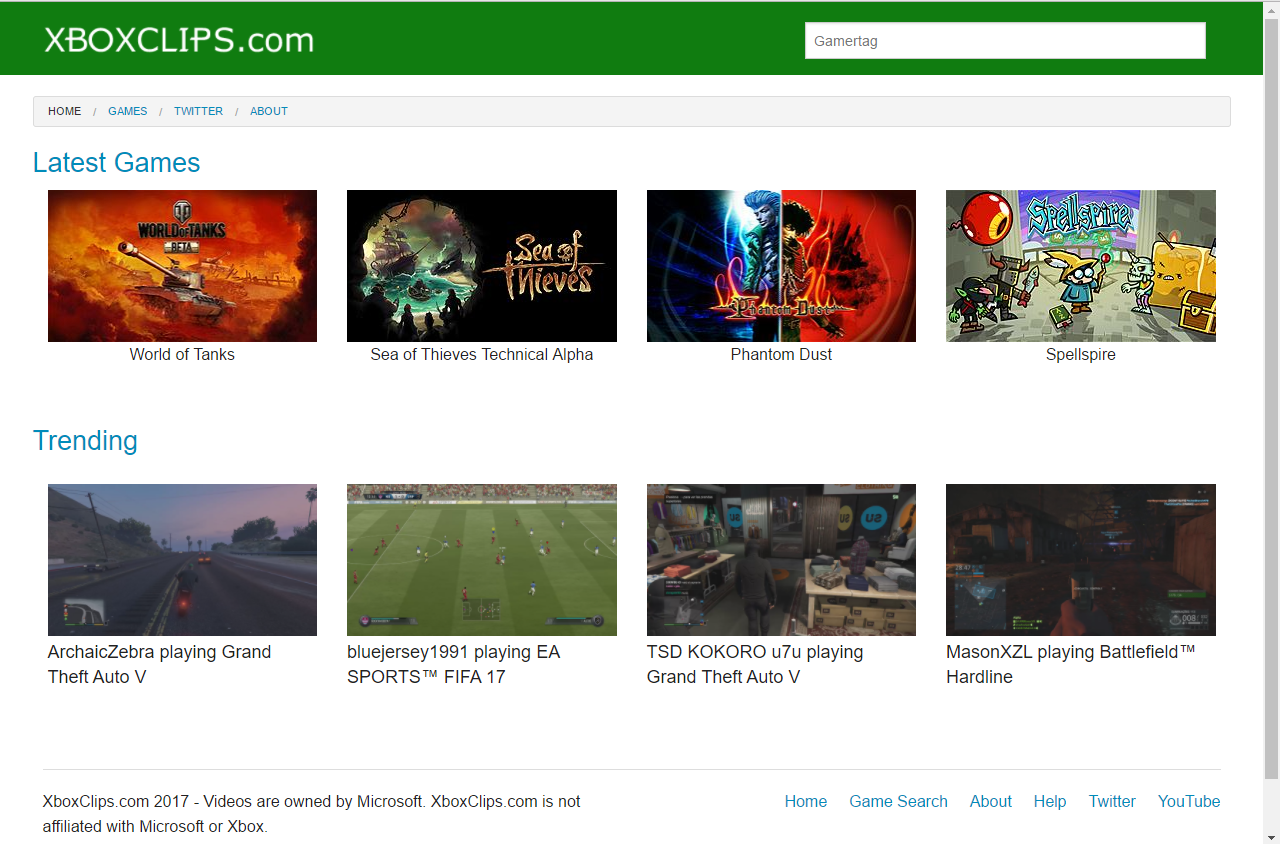 XBOXCLIPS.com
Gamertag
HOME / GAMES / TWITTER / ABOUT
Latest Games
WORLD OF TANKS
BETA
Sea of
Thieves
Phantom Dust
Spellspire
World of Tanks
Sea of Thieves Technical Alpha
Phantom Dust
Spellspire
Trending
ArchaicZebra playing Grand
Theft Auto V
bluejersey1991 playing EA
SPORTS™ FIFA 17
TSD KOKORO u7u playing
Grand Theft Auto V
MasonXZL playing Battlefield™
Hardline
XboxClips.com 2017 - Videos are owned by Microsoft. XboxClips.com is not
affiliated with Microsoft or Xbox.
Home Game Search About Help Twitter YouTube